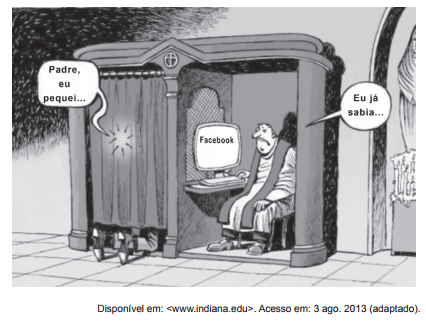 Padre,
eu
pequei...
Facebook
Eu já
sabia...
Disponível em: <www.indiana.edu>. Acesso em: 3 ago. 2013 (adaptado).